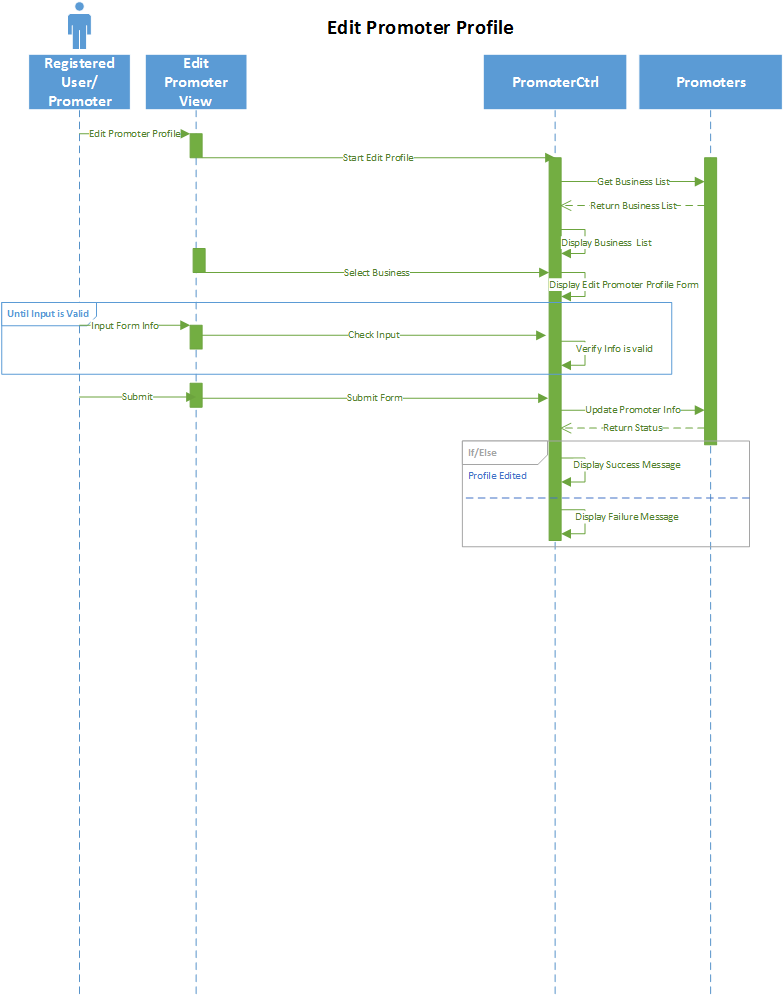 Edit Promoter Profile
Registered
User/
Promoter
Edit
Promoter
View
PromoterCtrl
Promoters
Edit Promoter Profile
Start Edit Profile
Get Business List
Return Business List
Display Business List
Select Business
Display Edit Promoter Profile Form
Until Input is Valid
Input Form Info
Check Input
Verify Info is valid
Submit
Submit Form
Update Promoter Info
Return Status
If/Else
Display Success Message
Profile Edited
Display Failure Message